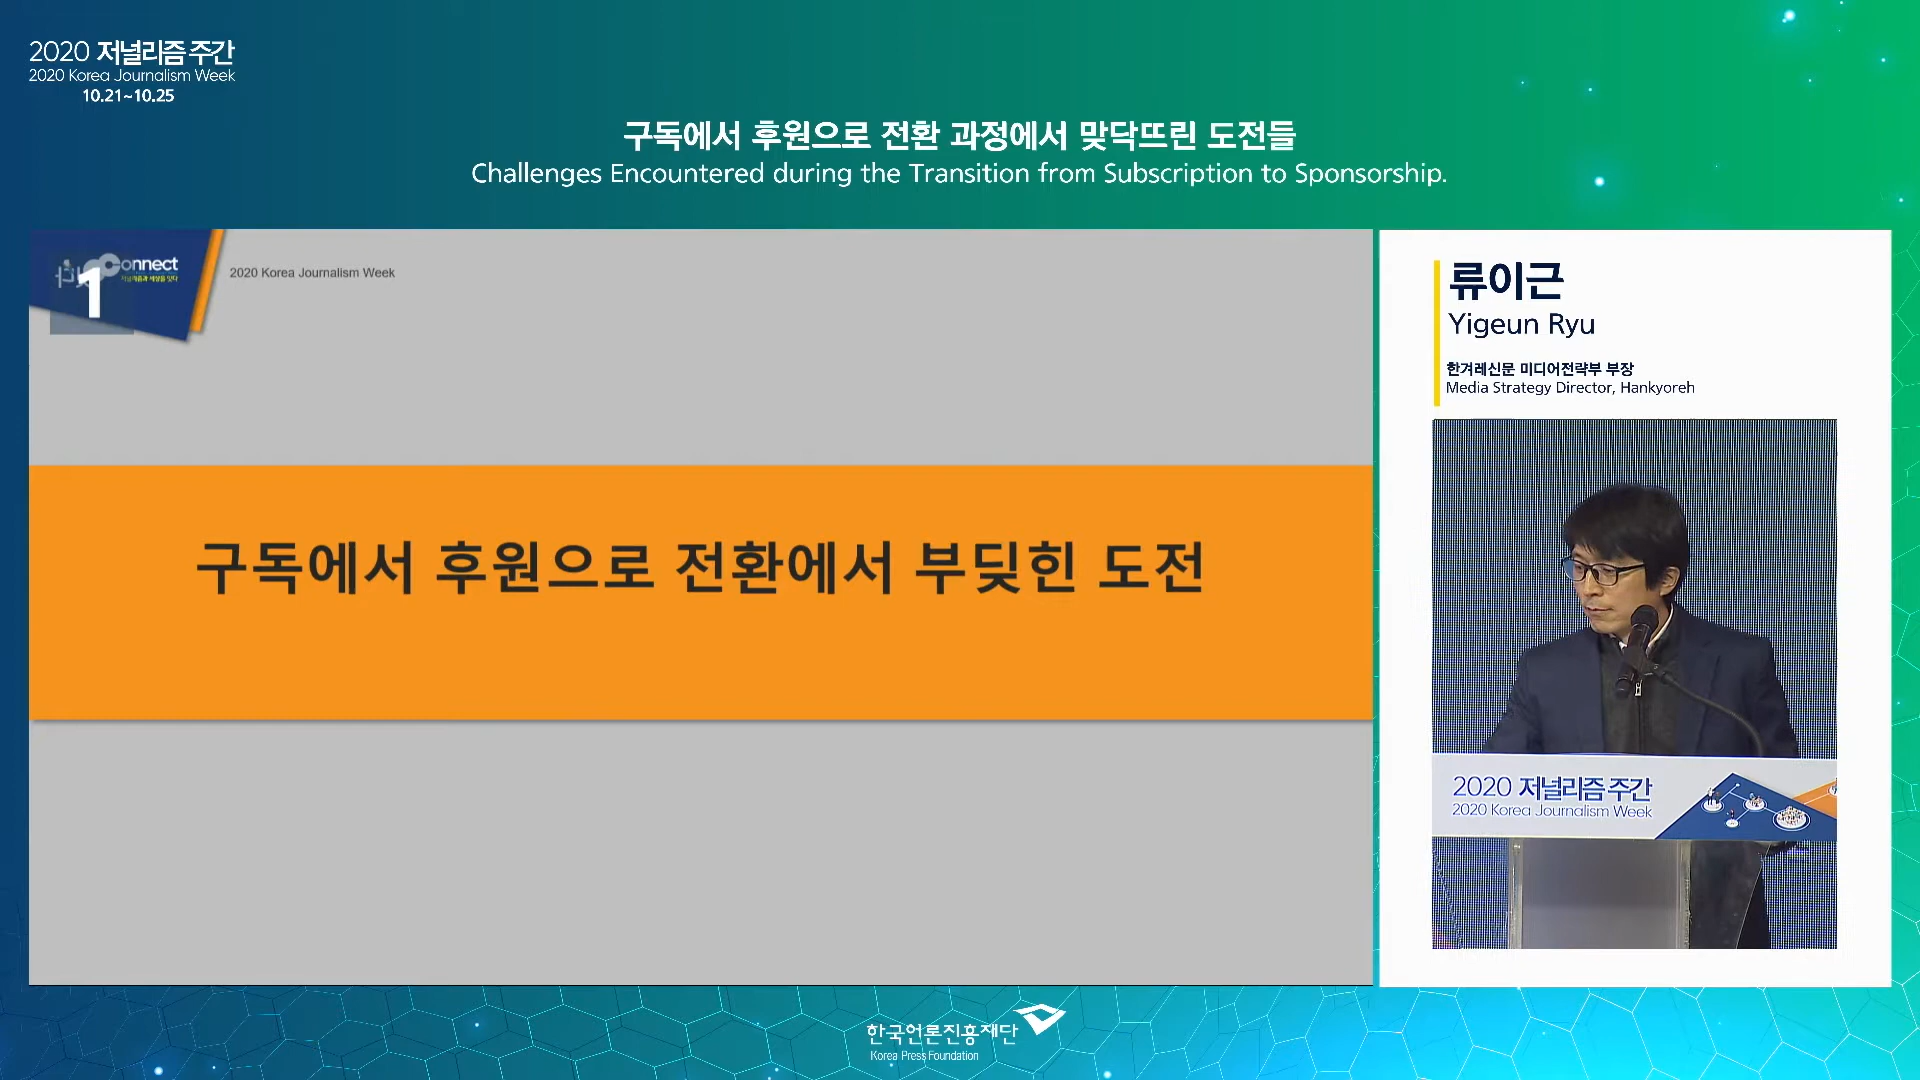 2020 저널리즘 주간
2020 Korea Journalism Week
10.21~10.25
구독에서 후원으로 전환 과정에서 맞닥뜨린 도전들
Challenges Encountered during the Transition from Subscription to Sponsorship.
1
onnect
2020 Korea Journalism Week
구독에서 후원으로 전환에서 부딪힌 도전
류이근
Yigeun Ryu
한겨레신문 미디어전략부 부장
Media Strategy Director, Hankyoreh
2020 저널리즘 주간
2020 Korea Journalism Week
한국언론진흥재단
Korea Press Foundation